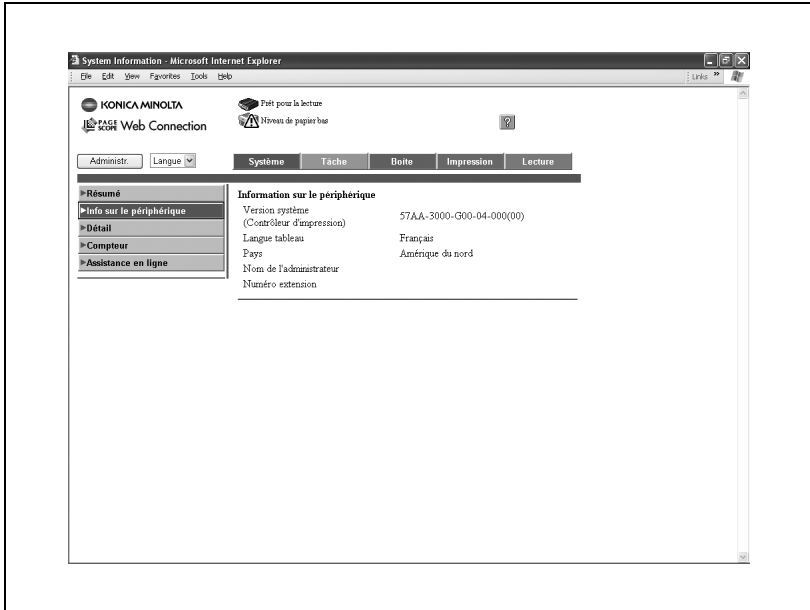 System Information - Microsoft Internet Explorer
File Edit View Favorites Tools Help
Links »
KONICA MINOLTA
Prêt pour la lecture
PAGE SCOPE Web Connection
Niveau de papier bas
?
Administr. Langue
Système Tâche Boîte Impression Lecture
Résumé
Info sur le périphérique
Détail
Compteur
Assistance en ligne
Information sur le périphérique
Version système
(Contrôleur d'impression) 57AA-3000-G00-04-000(00)
Langue tableau Français
Pays Amérique du nord
Nom de l'administrateur
Numéro extension